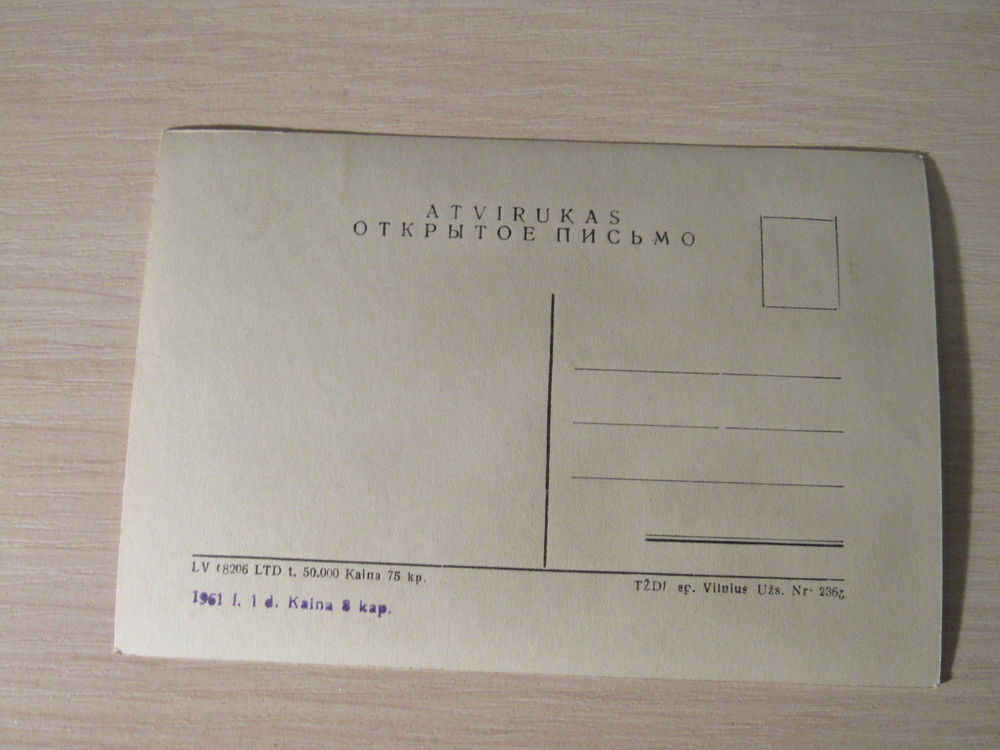 ATVIRUKAS
ОТКРЫТОЕ ПИСЬМО
LV 08206 LTD t. 50.000 Kaina 75 kp.
TŽDI sp. Vilnius Užs. Nr.
1961 I. 1 d. Kaina 8 kap.